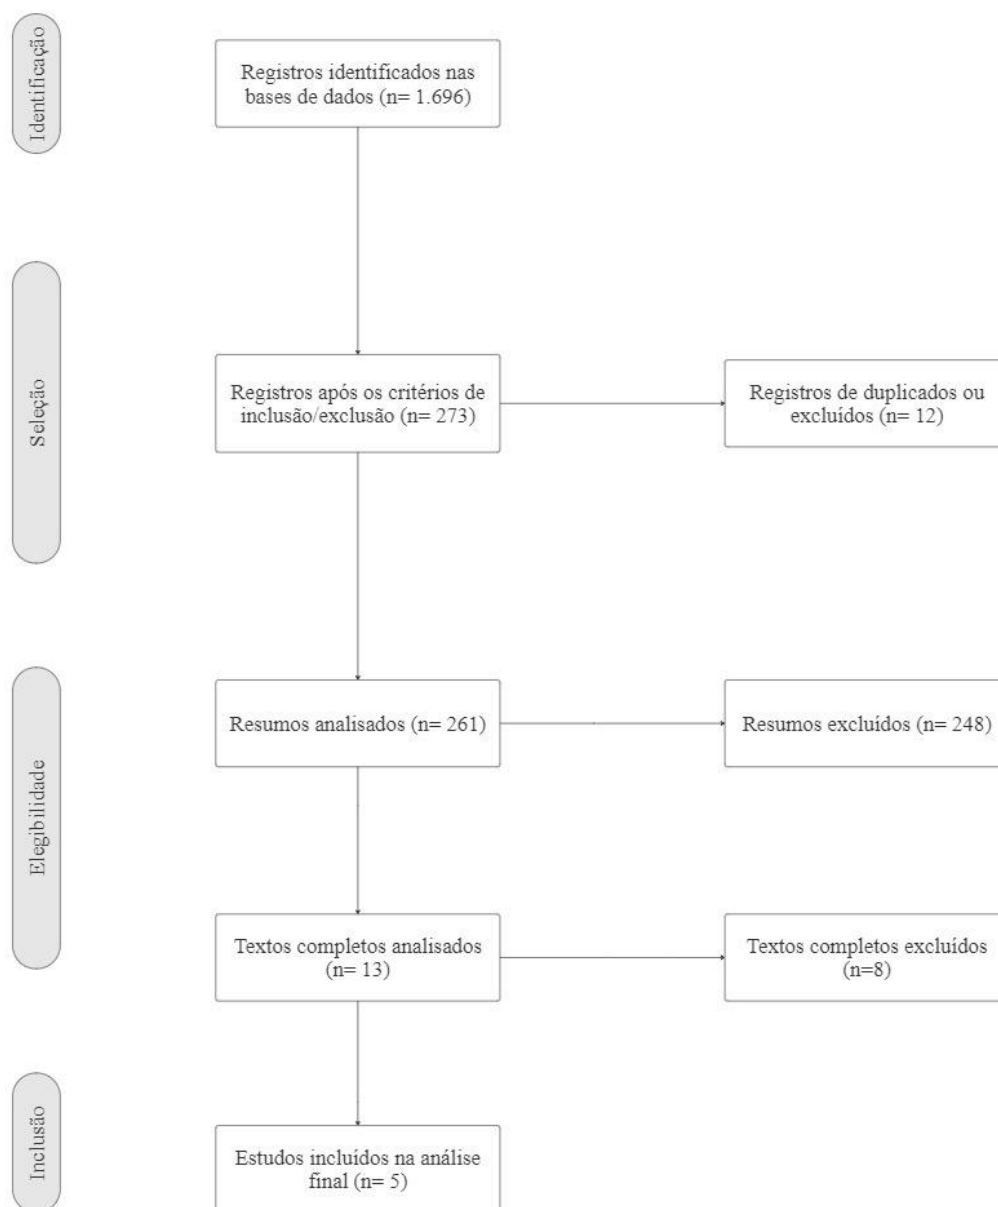 Identificação
Registros identificados nas
bases de dados (n= 1.696)
Seleção
Registros após os critérios de
inclusão/exclusão (n= 273)
Registros de duplicados ou
excluídos (n= 12)
Elegibilidade
Resumos analisados (n= 261)
Resumos excluídos (n= 248)
Textos completos analisados
(n= 13)
Textos completos excluídos
(n=8)
Inclusão
Estudos incluídos na análise
final (n= 5)